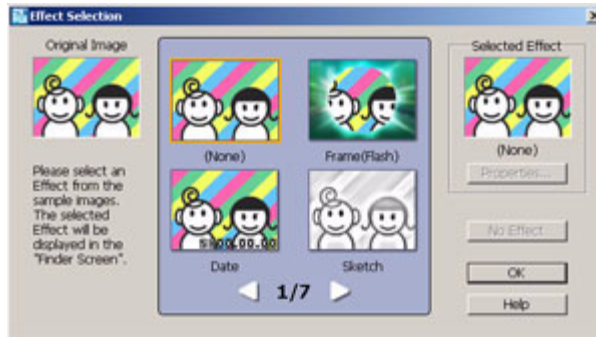 Effect Selection
Original Image
Please select an
Effect from the
sample images.
The selected
Effect will be
displayed in the
"Finder Screen".
(None)
Frame(Flash)
Date
Sketch
1/7
Selected Effect
(None)
Properties...
No Effect
OK
Help